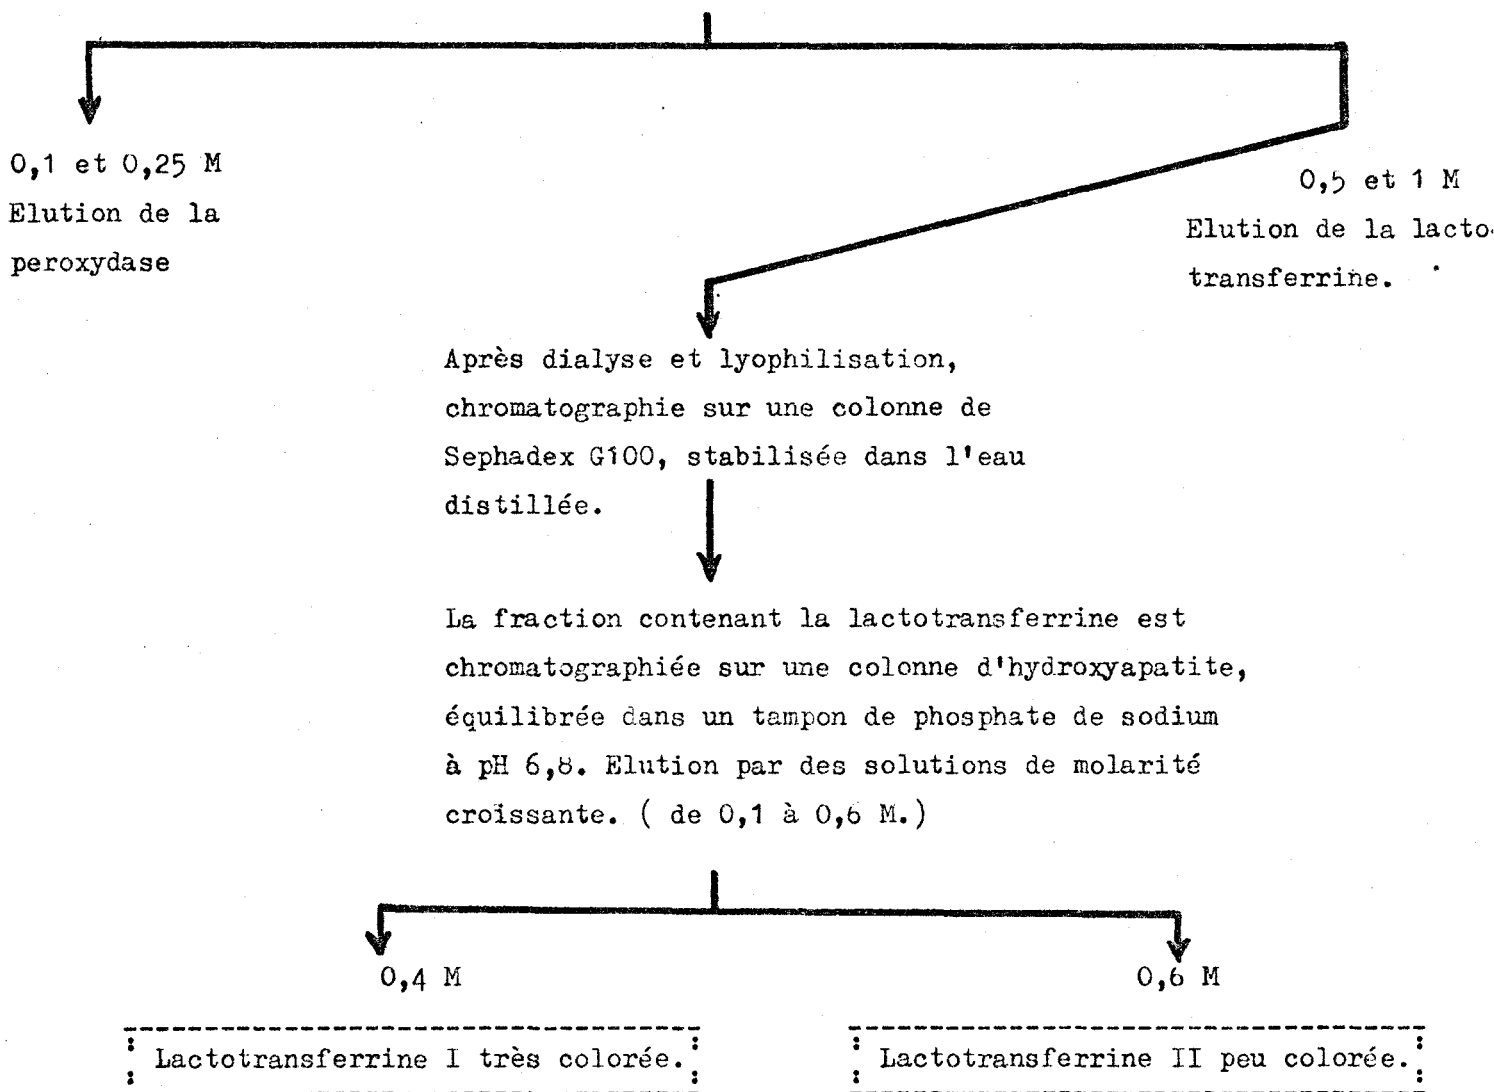 0,1 et 0,25 M
Elution de la
peroxydase
0,5 et 1 M
Elution de la lacto-
transferrine.
Après dialyse et lyophilisation,
chromatographie sur une colonne de
Sephadex G100, stabilisée dans l'eau
distillée.
La fraction contenant la lactotransferrine est
chromatographiée sur une colonne d'hydroxyapatite,
équilibrée dans un tampon de phosphate de sodium
à pH 6,8. Elution par des solutions de molarité
croissante. ( de 0,1 à 0,6 M.)
0,4 M
0,6 M
Lactotransferrine I très colorée.
Lactotransferrine II peu colorée.